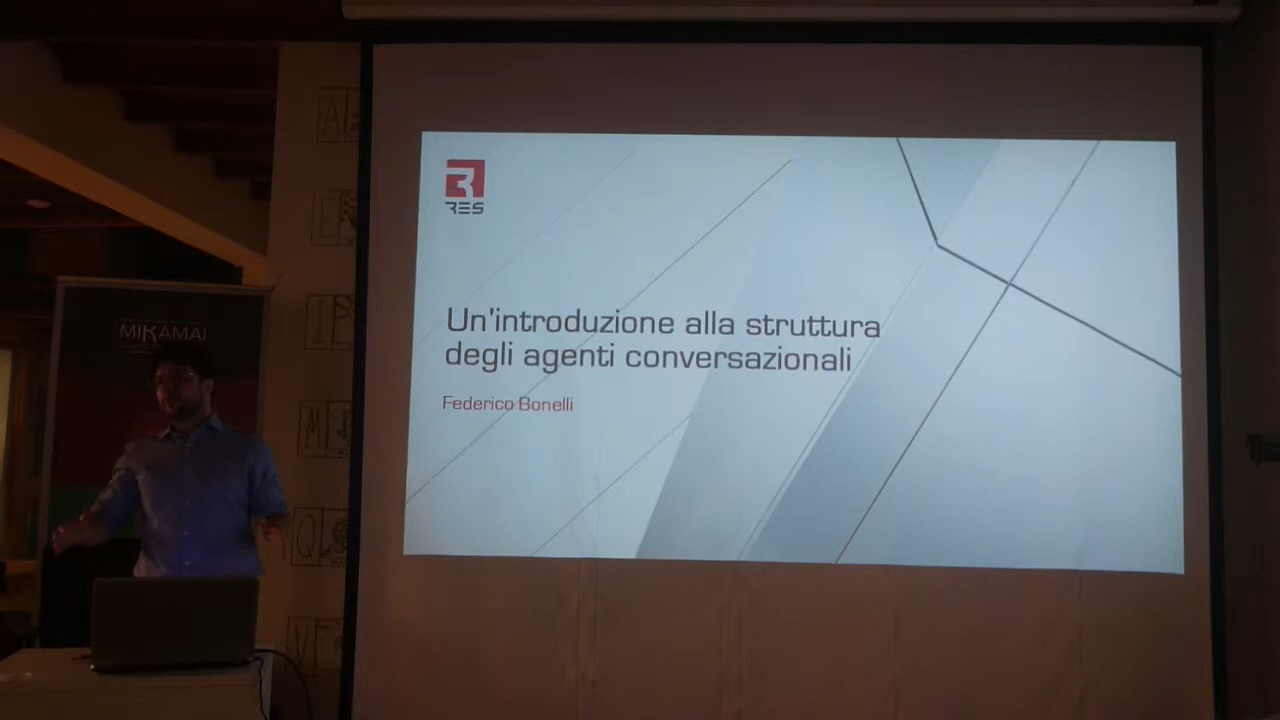 RES
Un'introduzione alla struttura
degli agenti conversazionali
Federico Bonelli
MIKAMAI
A
I
M
Q